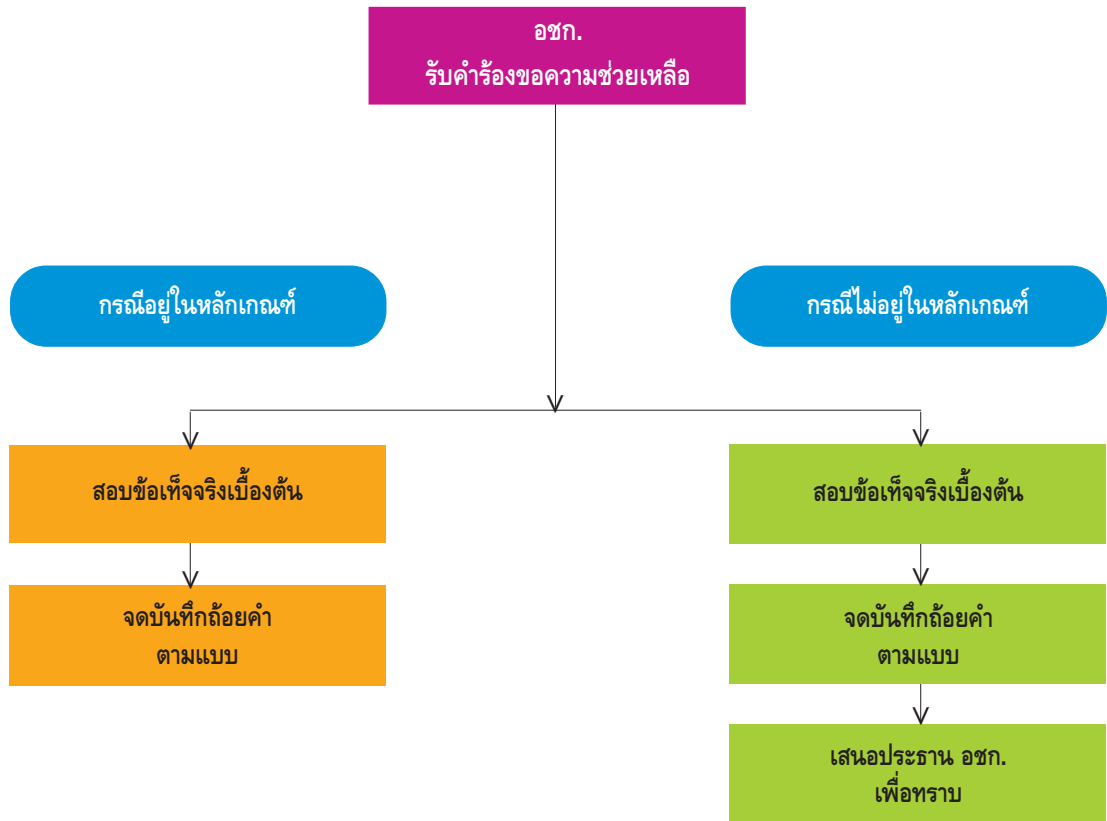 อชก.
รับคำร้องขอความช่วยเหลือ
กรณีอยู่ในหลักเกณฑ์
กรณีไม่อยู่ในหลักเกณฑ์
สอบข้อเท็จจริงเบื้องต้น
สอบข้อเท็จจริงเบื้องต้น
จดบันทึกถ้อยคำ
ตามแบบ
จดบันทึกถ้อยคำ
ตามแบบ
เสนอประธาน อชก.
เพื่อทราบ